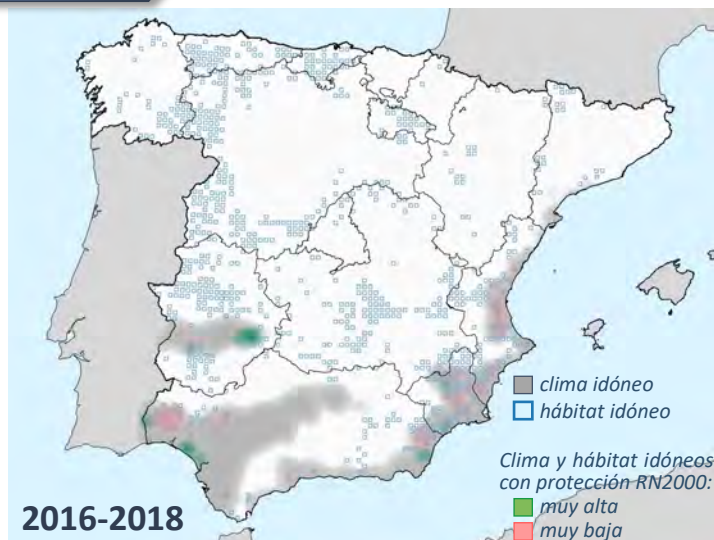 clima idóneo
hábitat idóneo
Clima y hábitat idóneos
con protección RN2000:
muy alta
muy baja
2016-2018